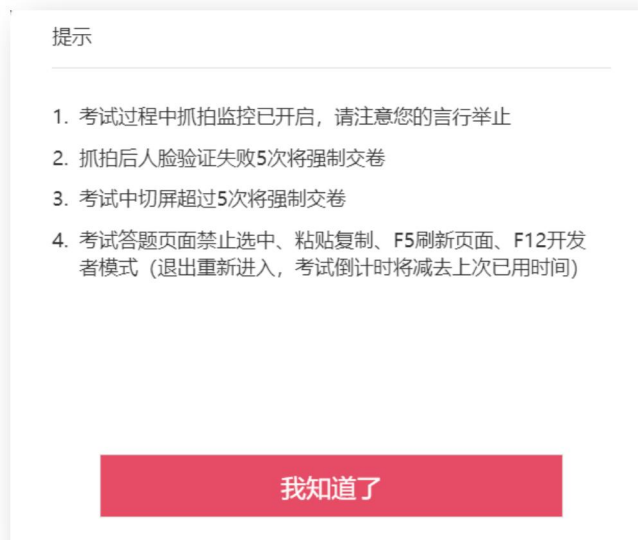 提示
1. 考试过程中抓拍监控已开启，请注意您的言行举止
2. 抓拍后人脸验证失败5次将强制交卷
3. 考试中切屏超过5次将强制交卷
4. 考试答题页面禁止选中、粘贴复制、F5刷新页面、F12开发
者模式（退出重新进入，考试倒计时将减去上次已用时间）
我知道了